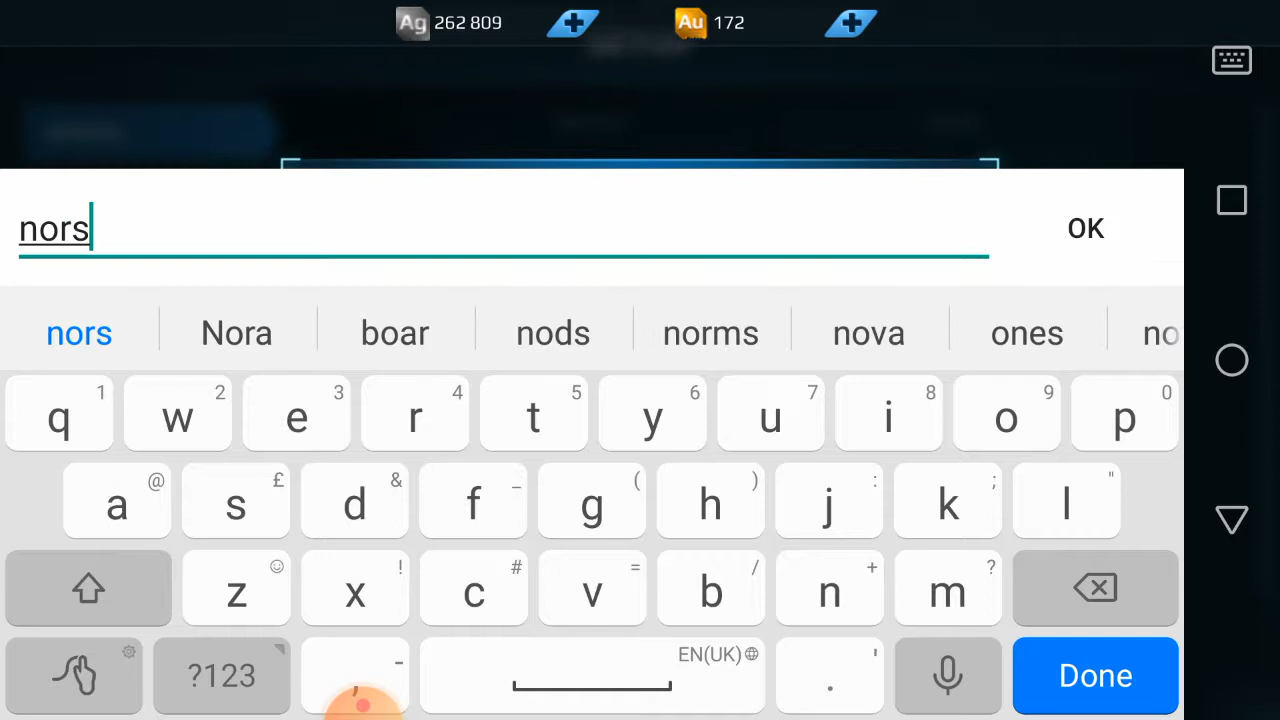 Ag 262 809 Au 172
nors OK
nors Nora boar nods norms nova ones no
q 1 w 2 e 3 r 4 t 5 y 6 u 7 i 8 o 9 p 0
a @ s £ d & f _ g ( h ) j : k ; l "
z x ! c # v = b / n + m ?
?123 , - EN(UK) . ' Done